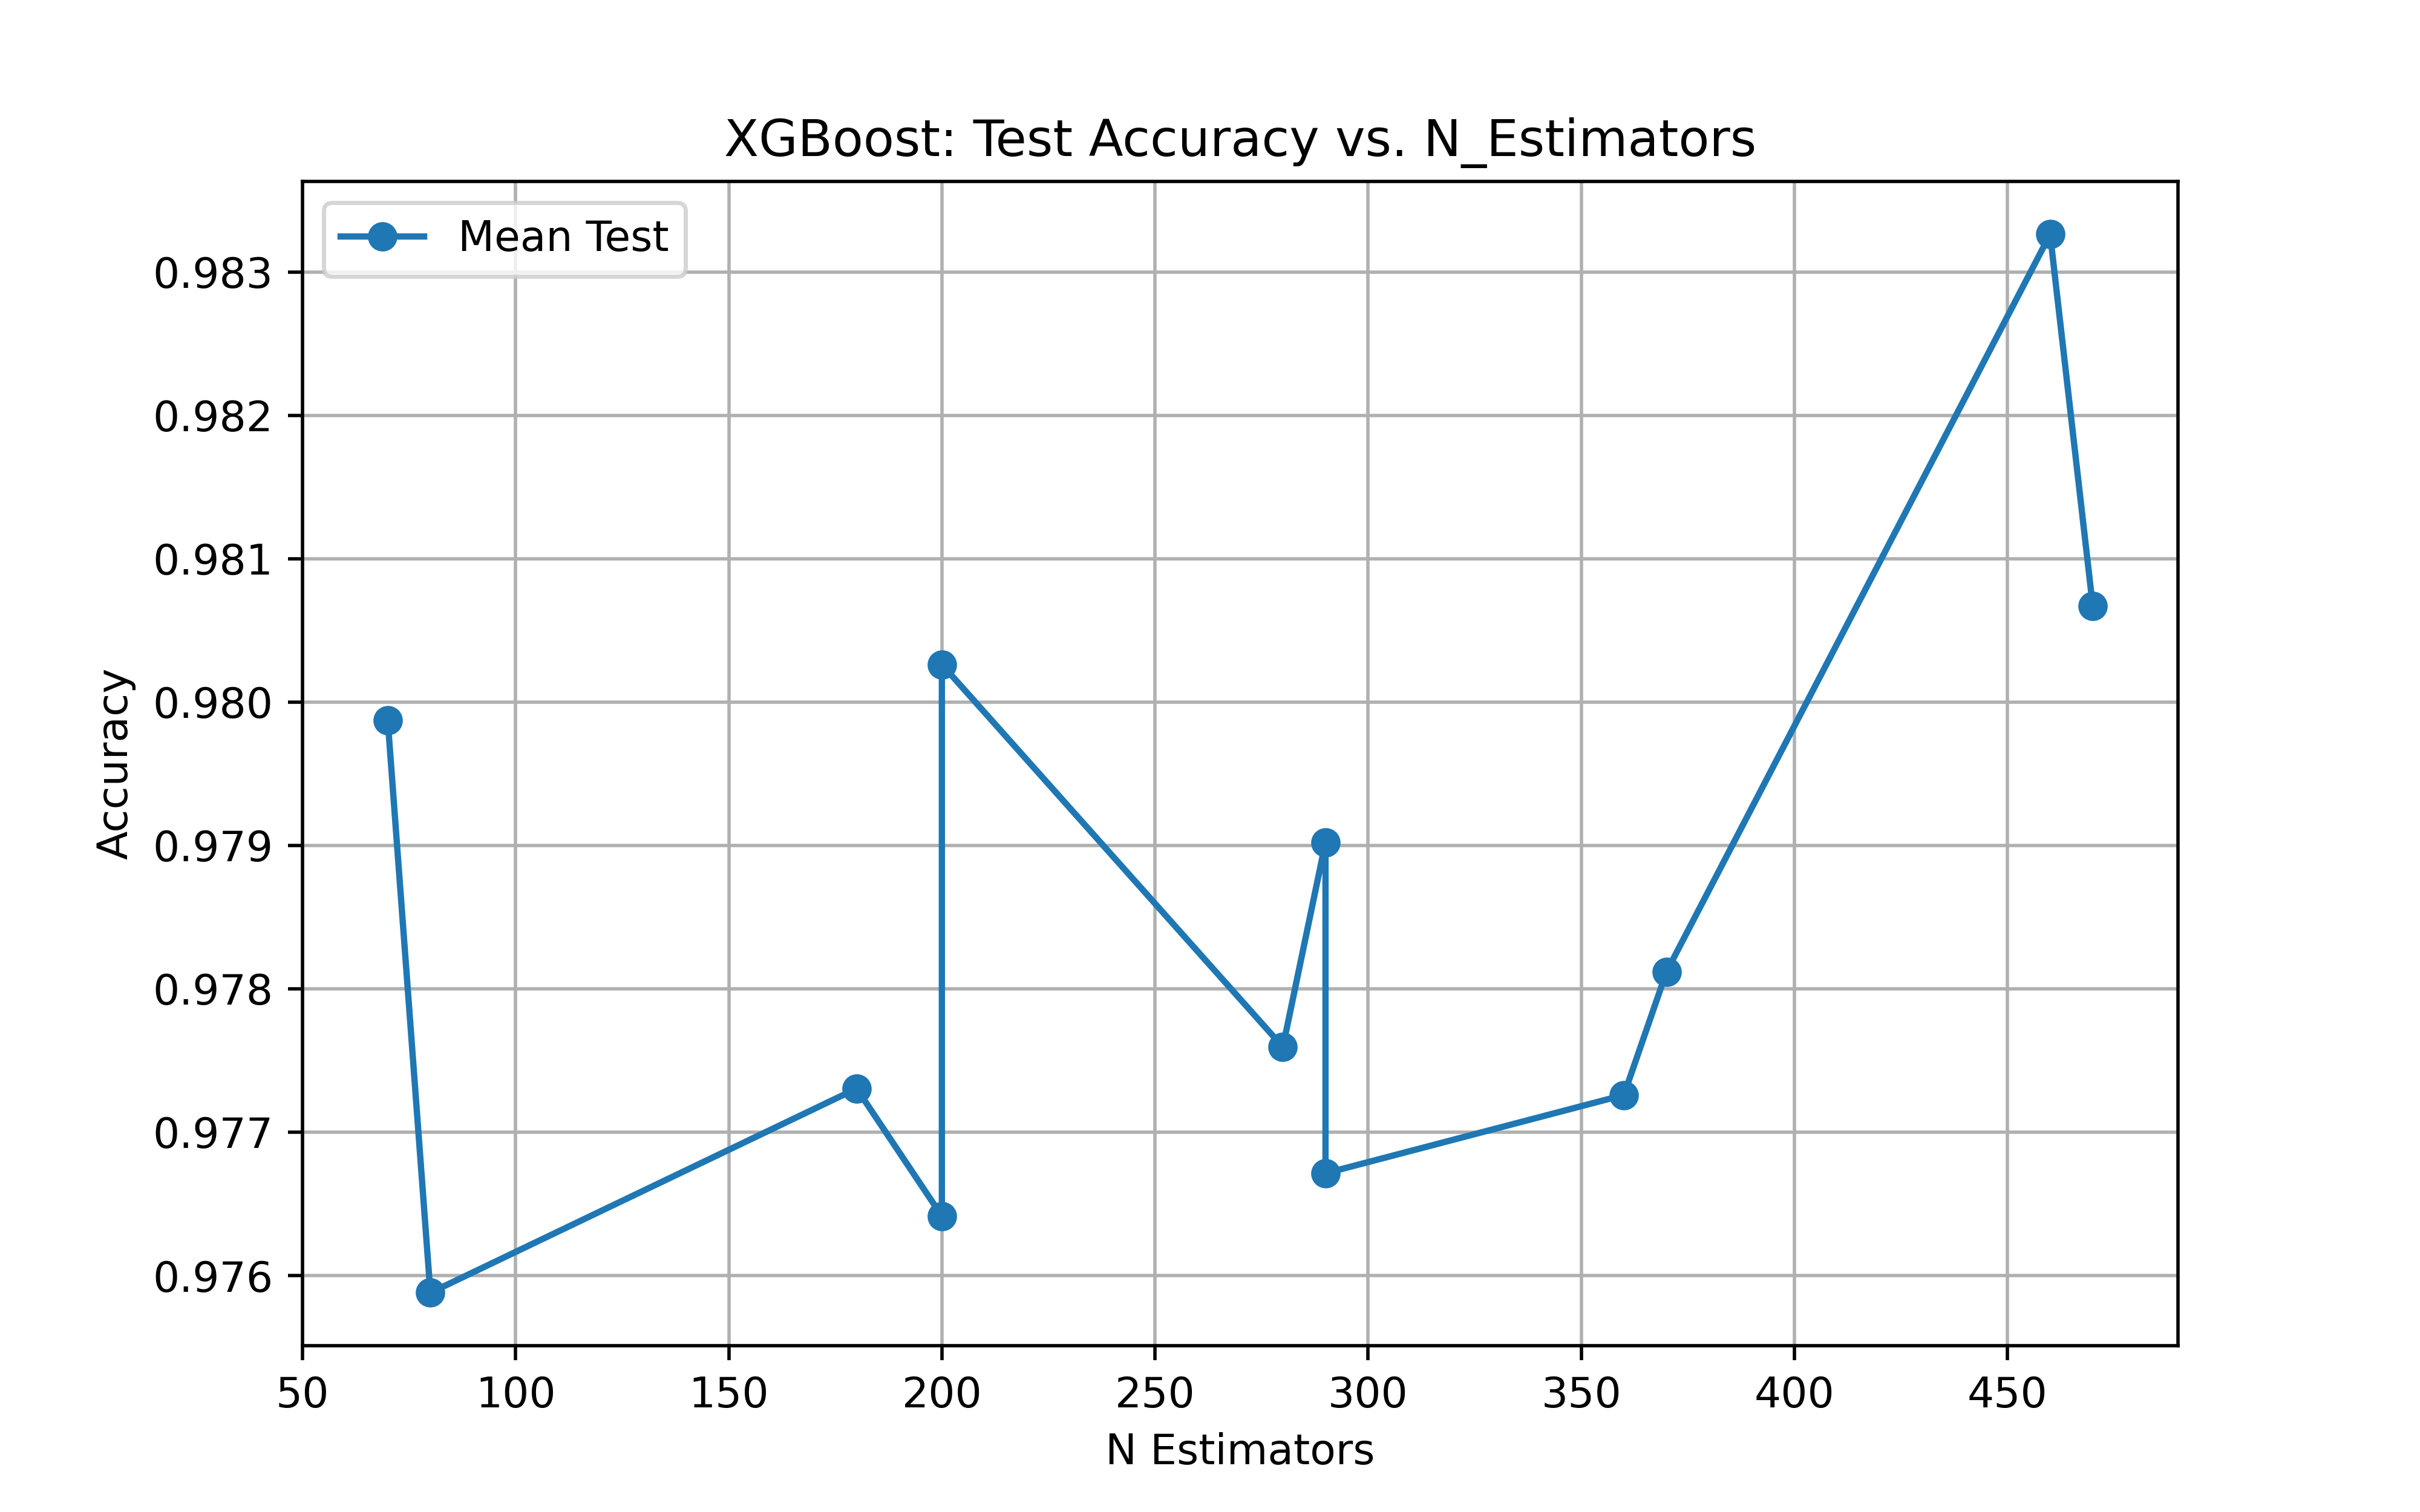 XGBoost: Test Accuracy vs. N_Estimators
Mean Test
0.983
0.982
0.981
0.980
0.979
0.978
0.977
0.976
Accuracy
50 100 150 200 250 300 350 400 450
N Estimators